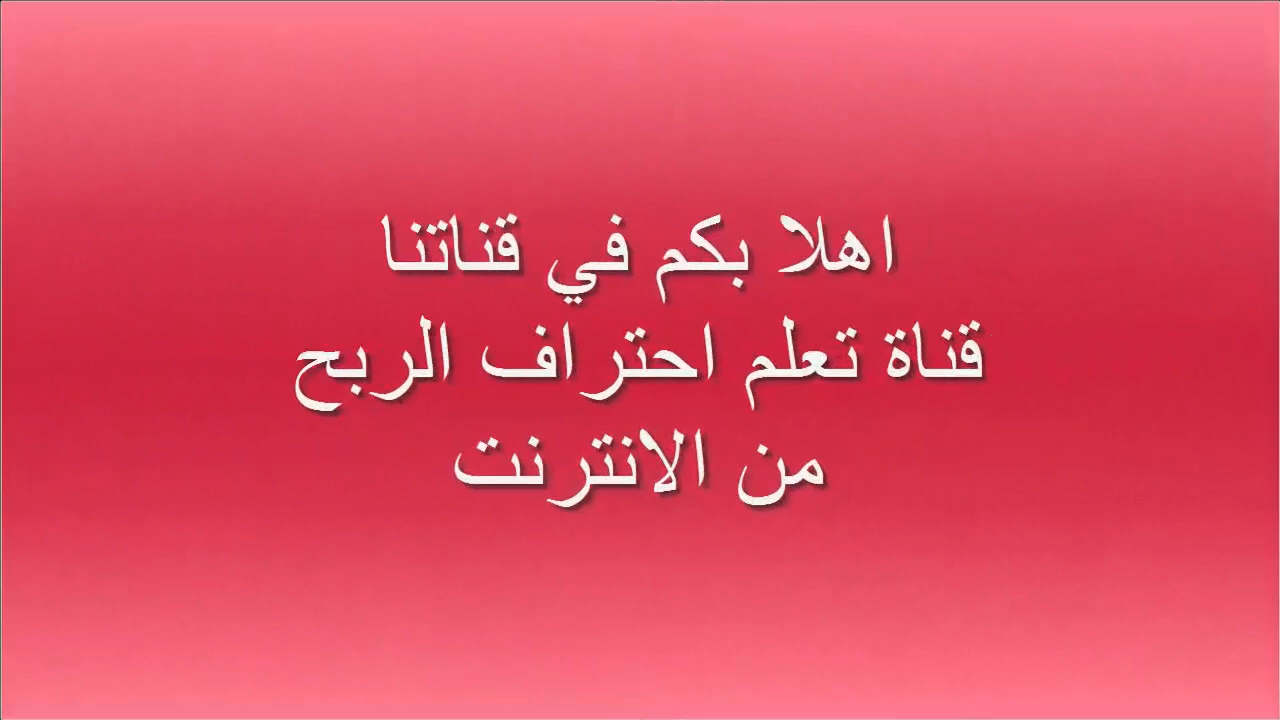 اهلا بكم في قناتنا
قناة تعلم احتراف الربح
من الانترنت